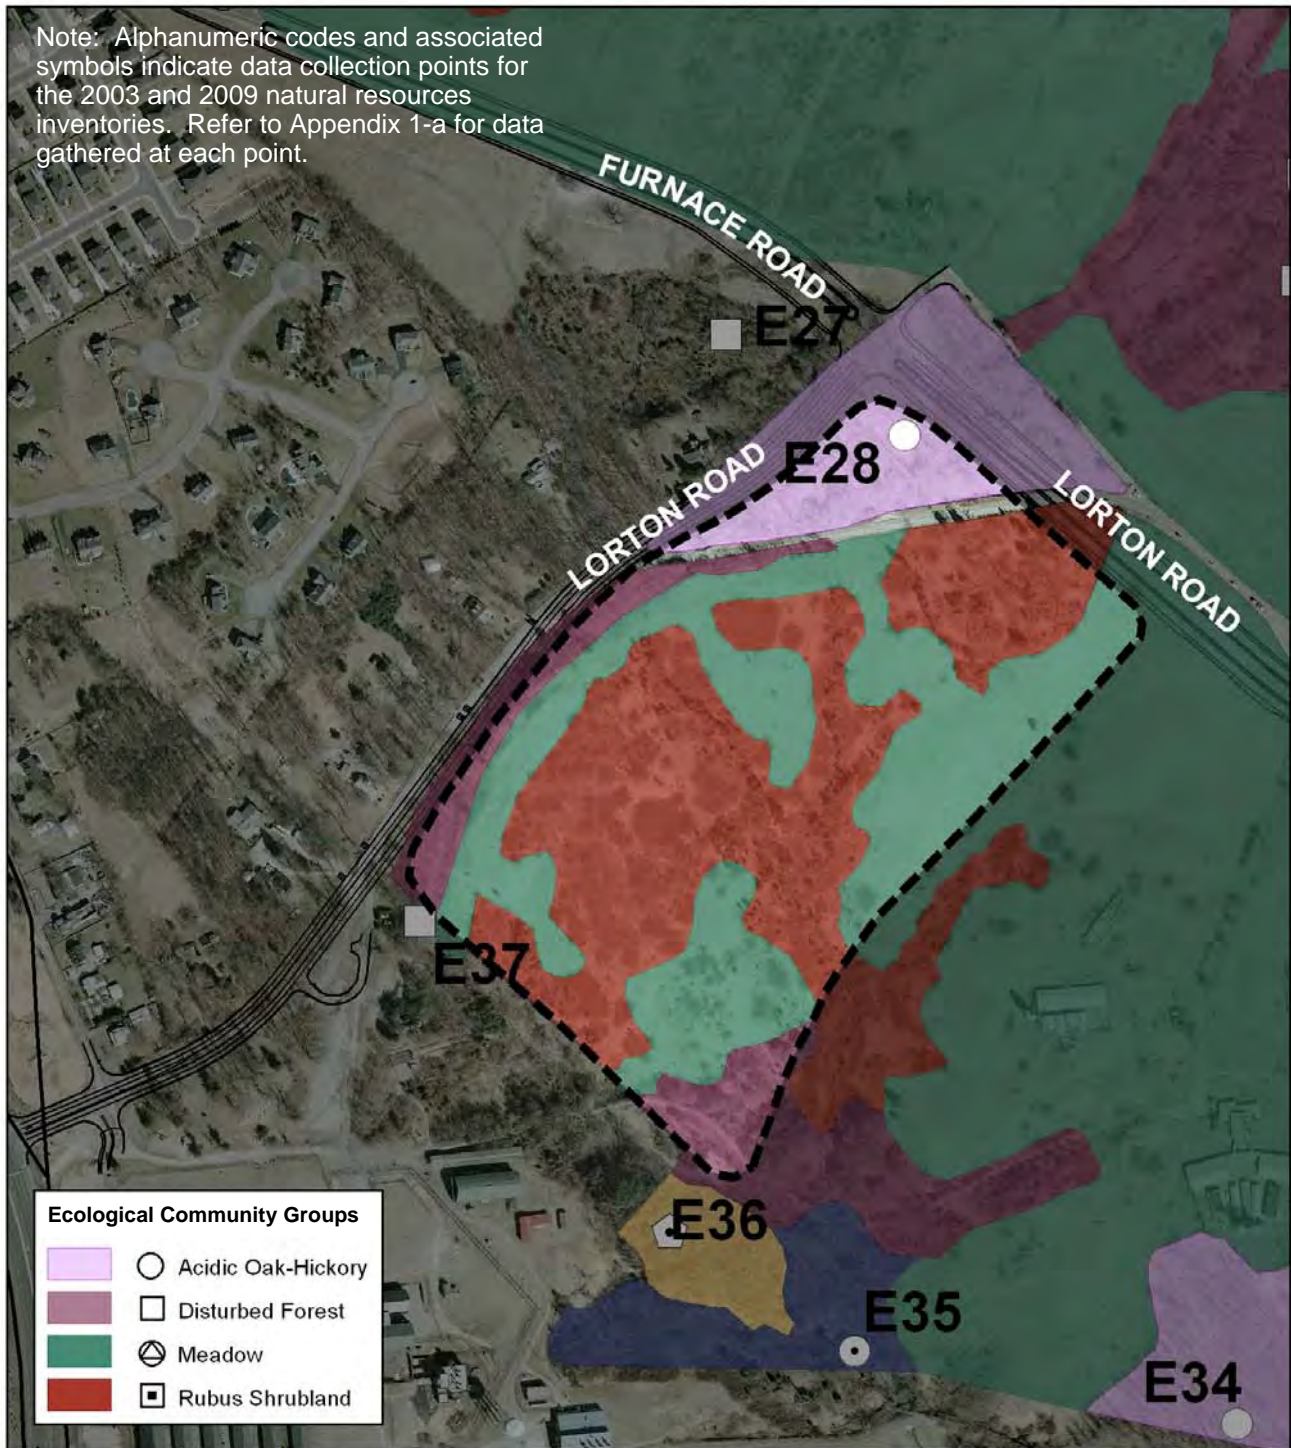 Note: Alphanumeric codes and associated
symbols indicate data collection points for
the 2003 and 2009 natural resources
inventories. Refer to Appendix 1-a for data
gathered at each point.
FURNACE ROAD
E27
E28
LORTON ROAD
LORTON ROAD
E37
E36
E35
E34
Ecological Community Groups
Acidic Oak-Hickory
Disturbed Forest
Meadow
Rubus Shrubland